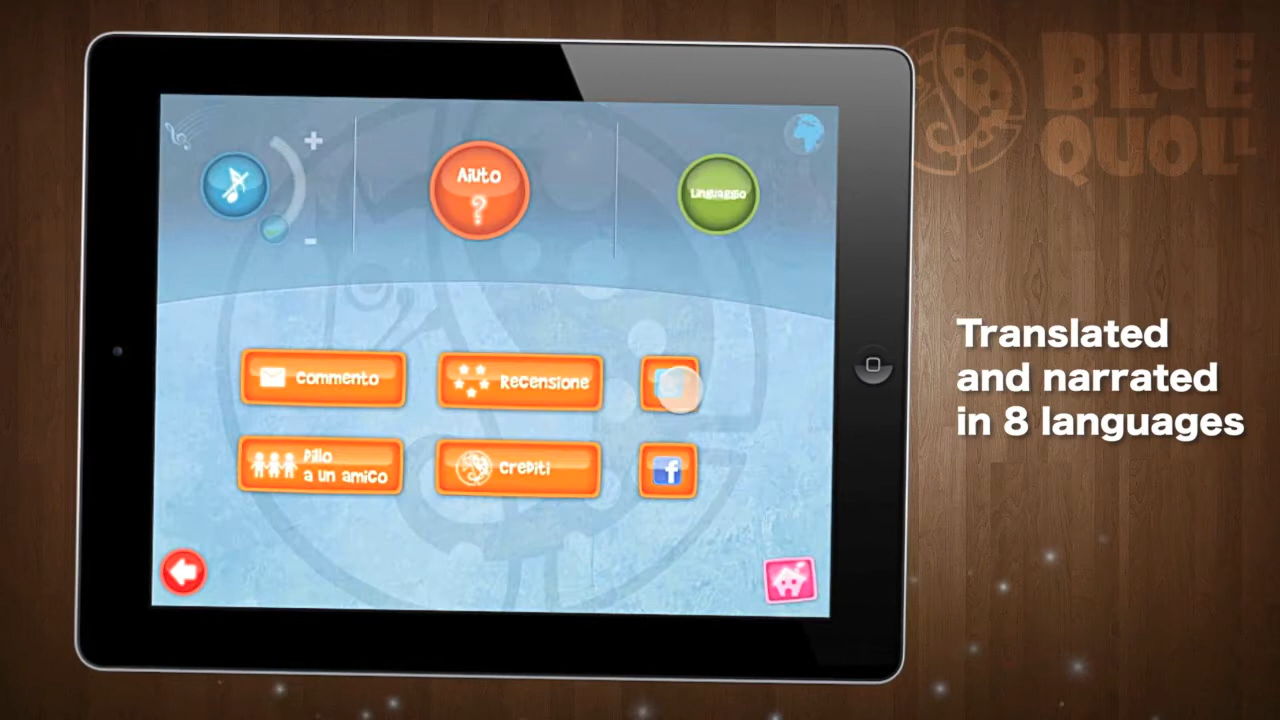 BLUE
QUOLL
Aiuto
?
Linguaggio
Commento
Recensione
Dillo
a un amico
Crediti
f
Translated
and narrated
in 8 languages